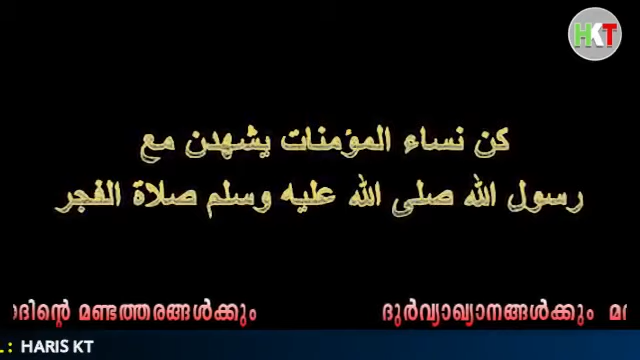 HKT
كن نساء المؤمنات يشهدن مع
رسول الله صلى الله عليه وسلم صلاة الفجر
മണ്ടത്തരങ്ങൾക്കും ദുർവ്യാഖ്യാനങ്ങൾക്കും
: HARIS KT